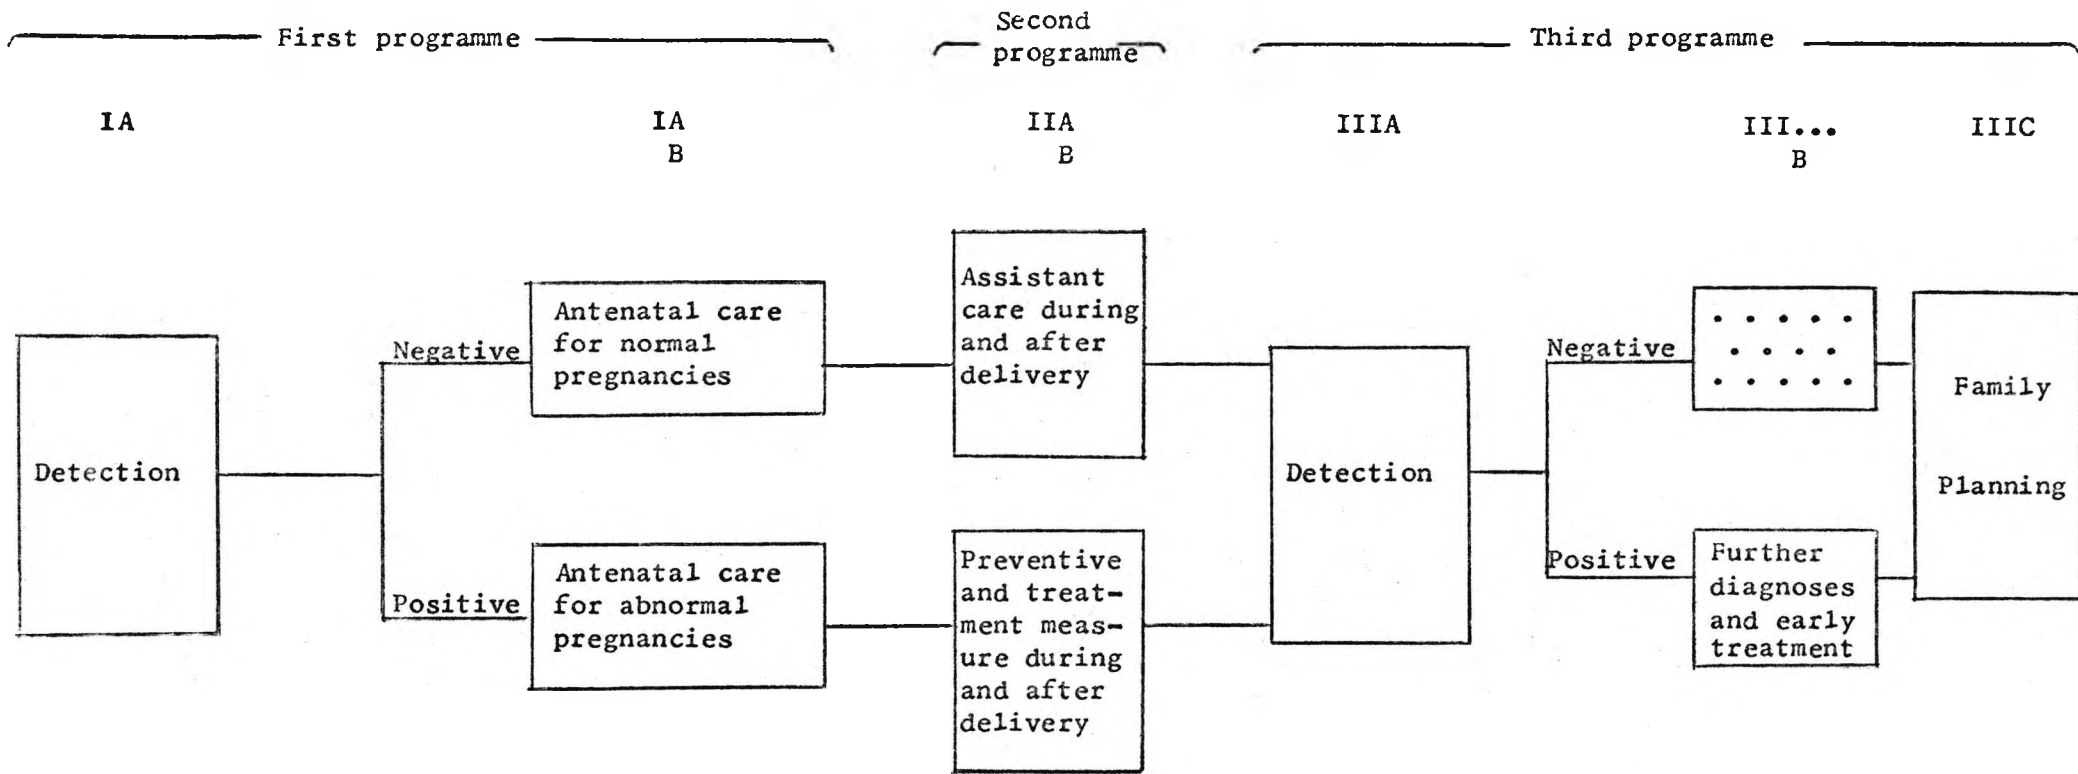 First programme
Second
programme
Third programme
IA
IA
B
IIA
B
IIIA
III...
B
IIIC
Detection
Negative
Positive
Antenatal care
for normal
pregnancies
Antenatal care
for abnormal
pregnancies
Assistant
care during
and after
delivery
Preventive
and treat-
ment meas-
ure during
and after
delivery
Detection
Negative
Positive
. . . . .
. . . .
. . . . .
Further
diagnoses
and early
treatment
Family
Planning